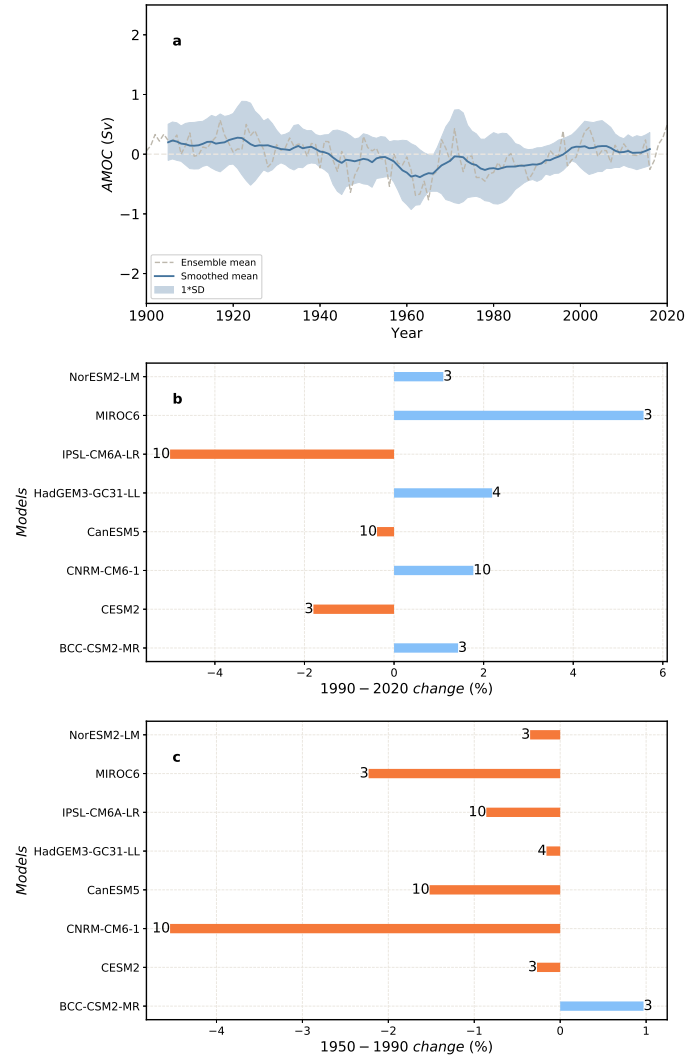 a
AMOC (Sv)
2
1
0
−1
−2
Ensemble mean
Smoothed mean
1*SD
1900
1920
1940
1960
1980
2000
2020
Year
b
Models
NorESM2-LM
3
MIROC6
3
IPSL-CM6A-LR
10
HadGEM3-GC31-LL
4
CanESM5
10
CNRM-CM6-1
10
CESM2
3
BCC-CSM2-MR
3
−4
−2
0
2
4
6
1990 − 2020 change (%)
c
Models
NorESM2-LM
3
MIROC6
3
IPSL-CM6A-LR
10
HadGEM3-GC31-LL
4
CanESM5
10
CNRM-CM6-1
10
CESM2
3
BCC-CSM2-MR
3
−4
−3
−2
−1
0
1
1950 − 1990 change (%)